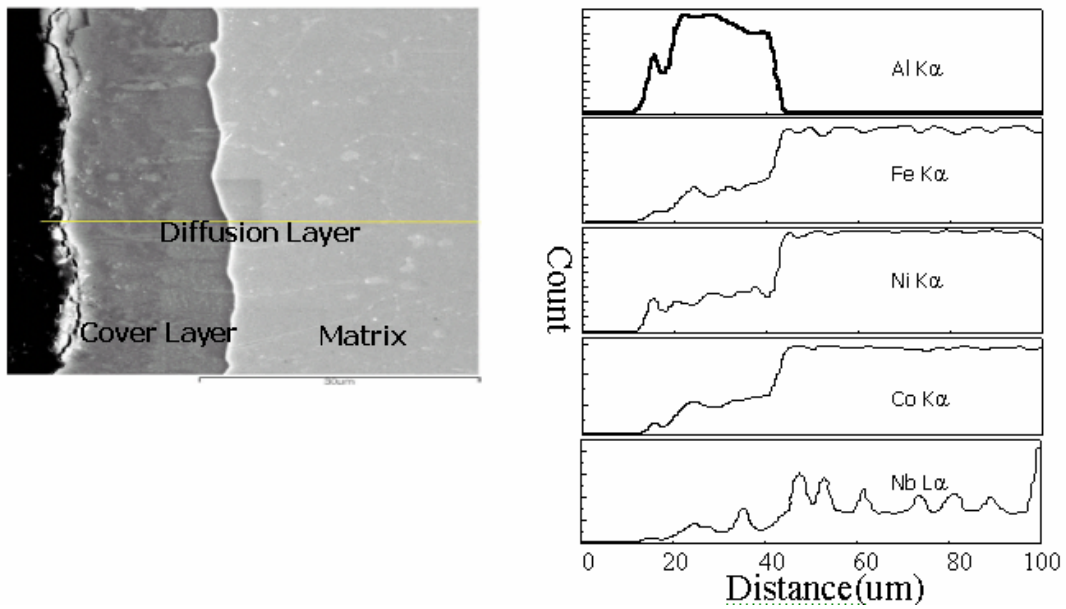 Diffusion Layer
Cover Layer
Matrix
Al Kα
Fe Kα
Ni Kα
Co Kα
Nb Lα
Count
0 20 40 60 80 100
Distance(um)